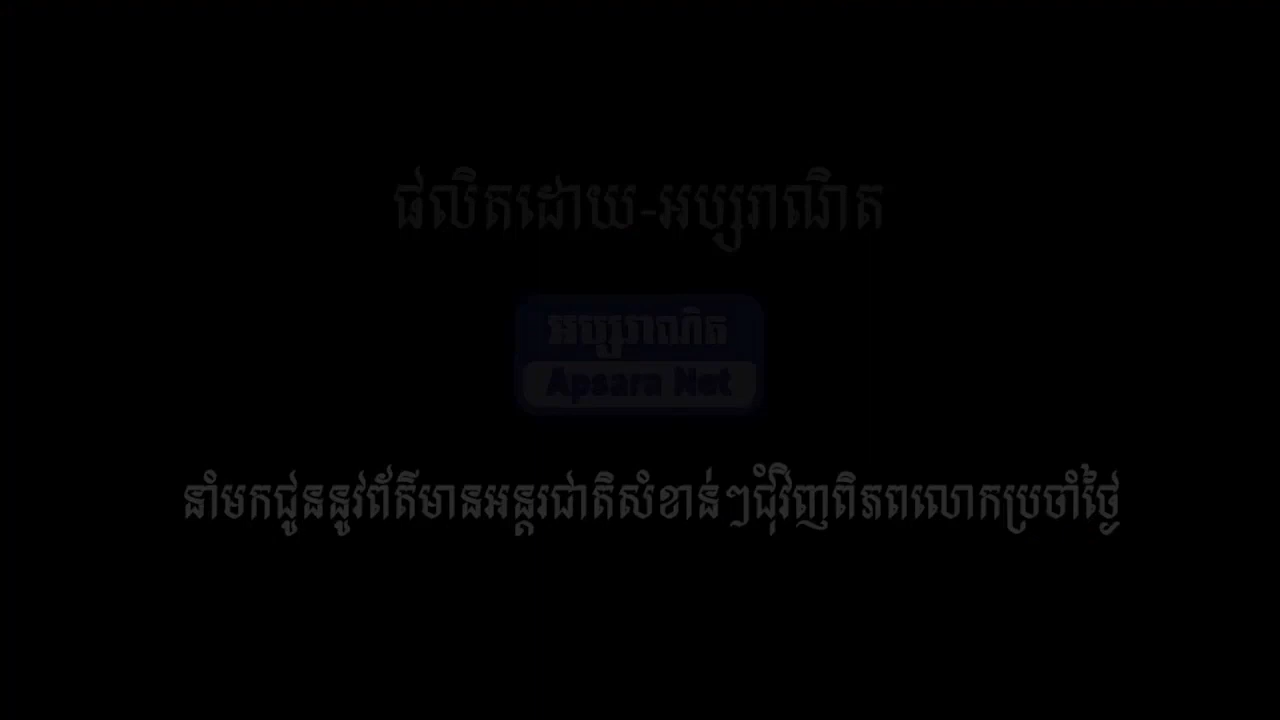 ផលិតដោយ-អប្សរាណិត
អប្សរាណិត
Apsara Net
នាំមកជូននូវព័ត៌មានអន្តរជាតិសំខាន់ៗជុំវិញពិភពលោកប្រចាំថ្ងៃ